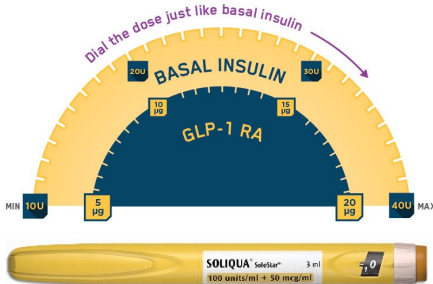 Dial the dose just like basal insulin
20U
30U
BASAL INSULIN
10 µg
15 µg
GLP-1 RA
MIN 10U
5 µg
20 µg
40U MAX
SOLIQUA® SoloStar® 3 ml
100 units/ml + 50 mcg/ml
0